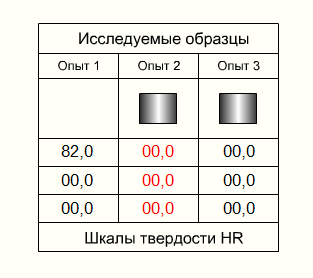 Исследуемые образцы
Опыт 1 Опыт 2 Опыт 3
82,0 00,0 00,0
00,0 00,0 00,0
00,0 00,0 00,0
Шкалы твердости HR